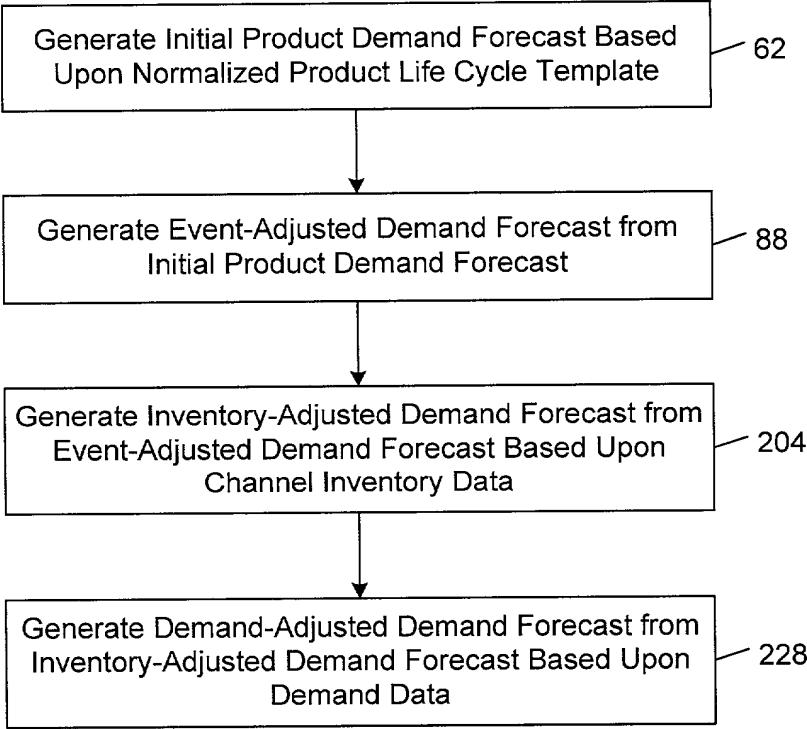 Generate Initial Product Demand Forecast Based
Upon Normalized Product Life Cycle Template
62
Generate Event-Adjusted Demand Forecast from
Initial Product Demand Forecast
88
Generate Inventory-Adjusted Demand Forecast from
Event-Adjusted Demand Forecast Based Upon
Channel Inventory Data
204
Generate Demand-Adjusted Demand Forecast from
Inventory-Adjusted Demand Forecast Based Upon
Demand Data
228